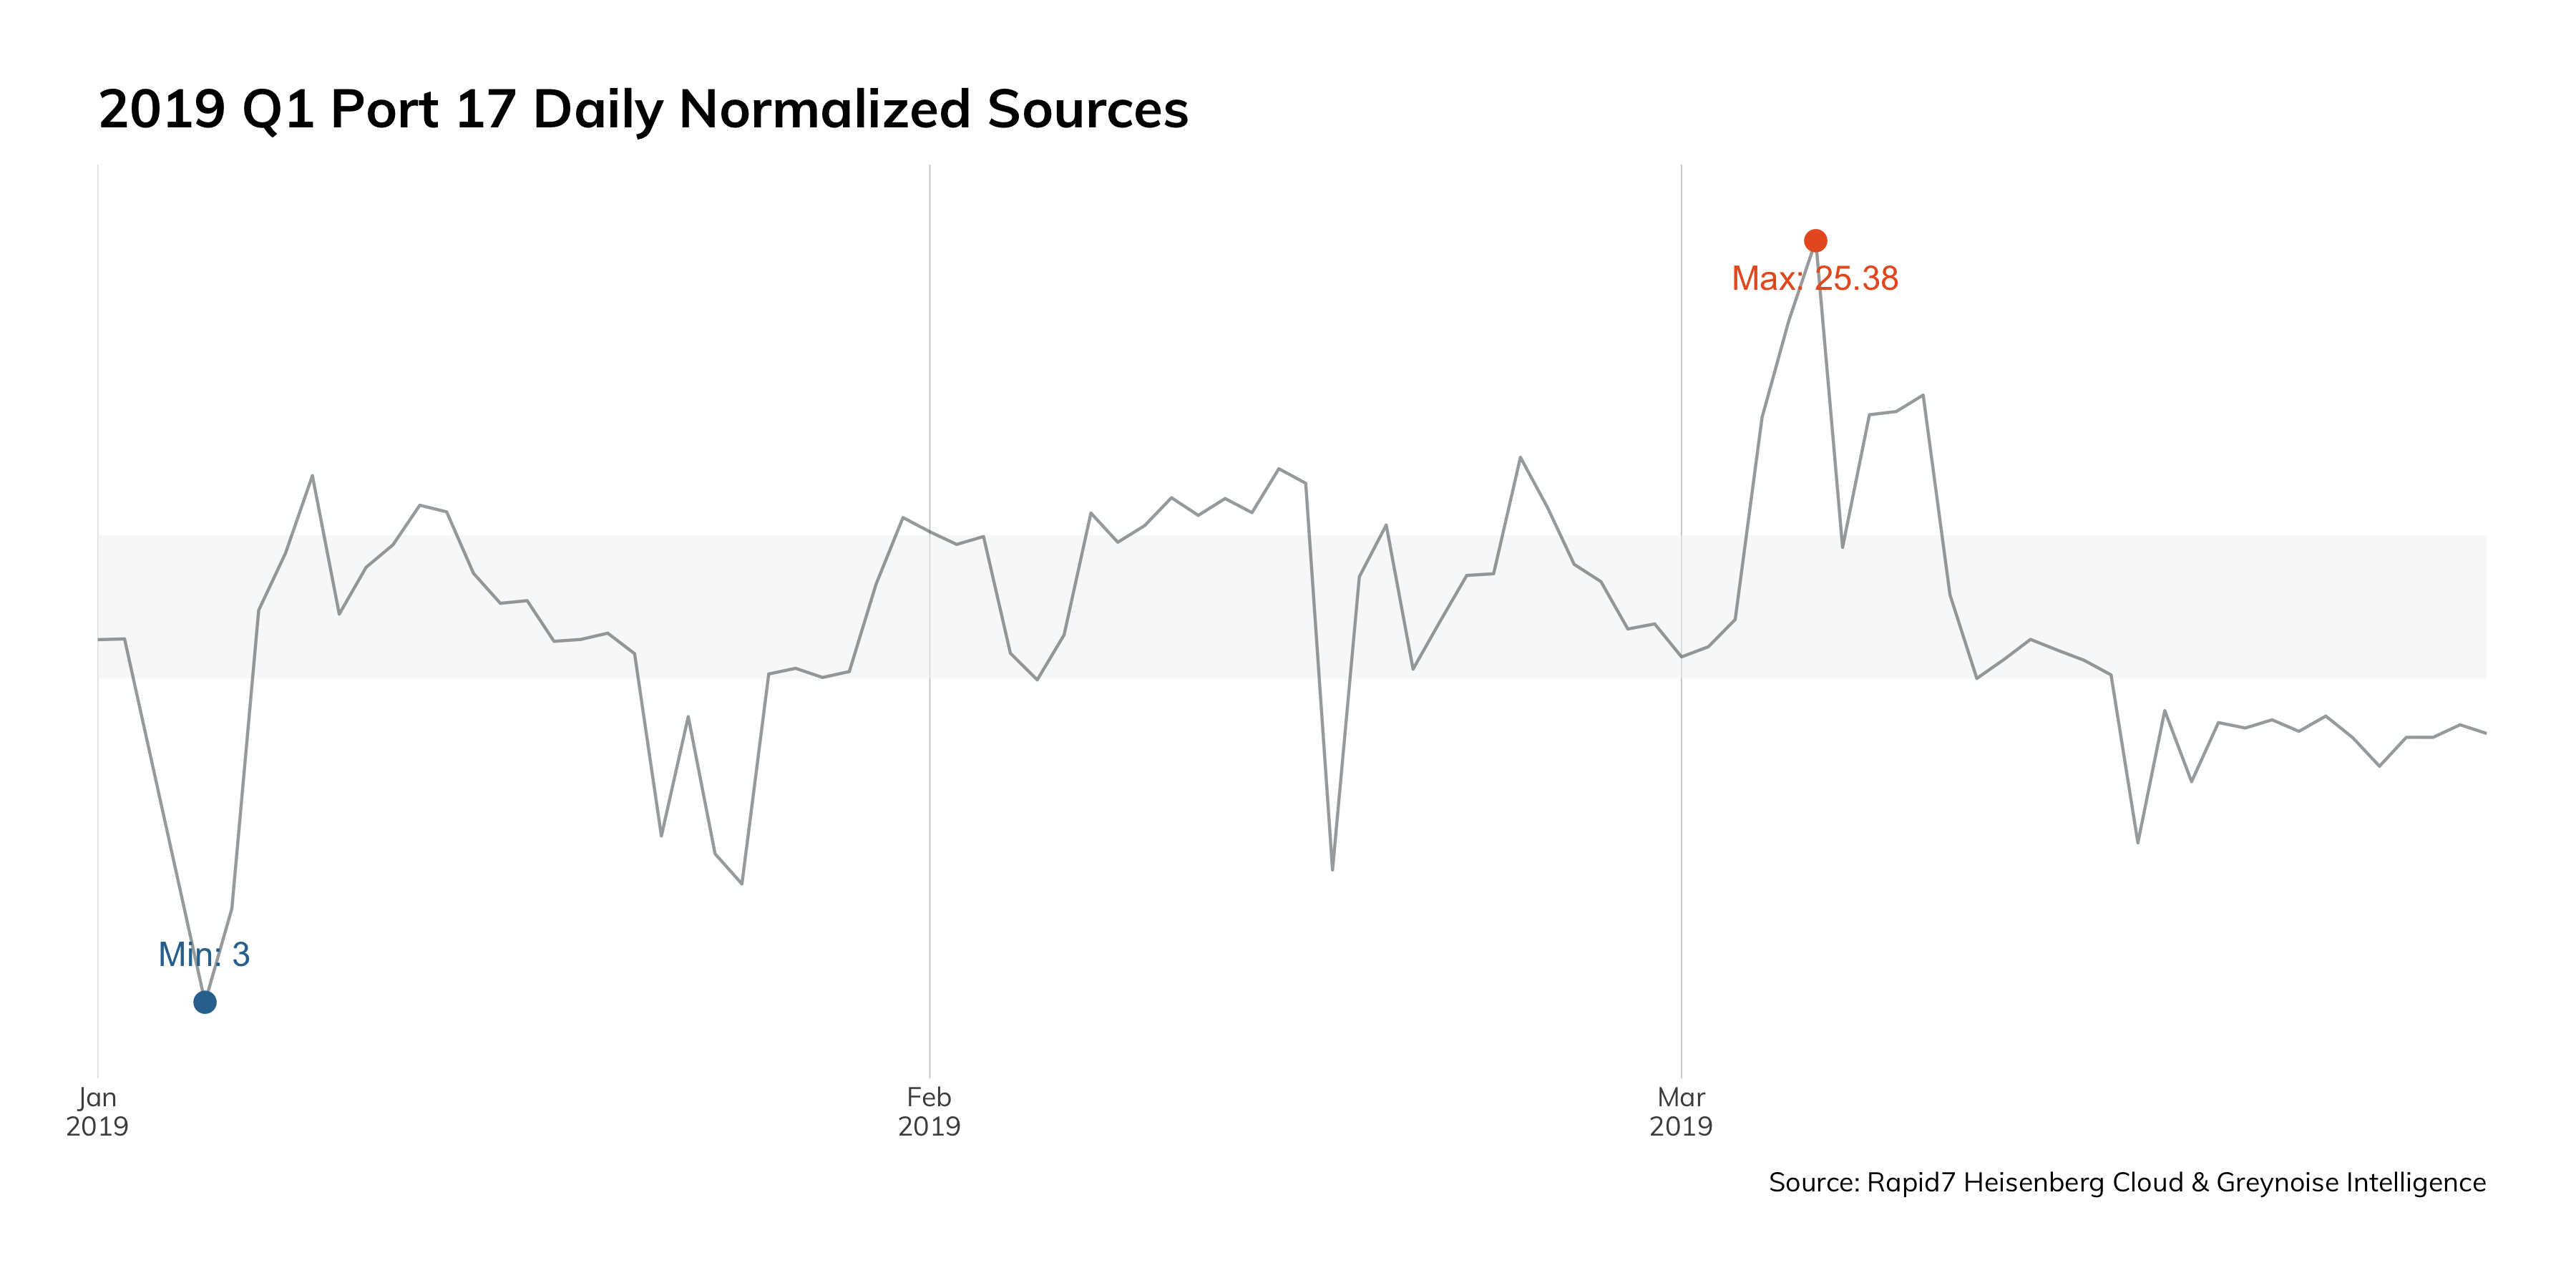 2019 Q1 Port 17 Daily Normalized Sources
Max: 25.38
Min: 3
Jan
2019
Feb
2019
Mar
2019
Source: Rapid7 Heisenberg Cloud & Greynoise Intelligence